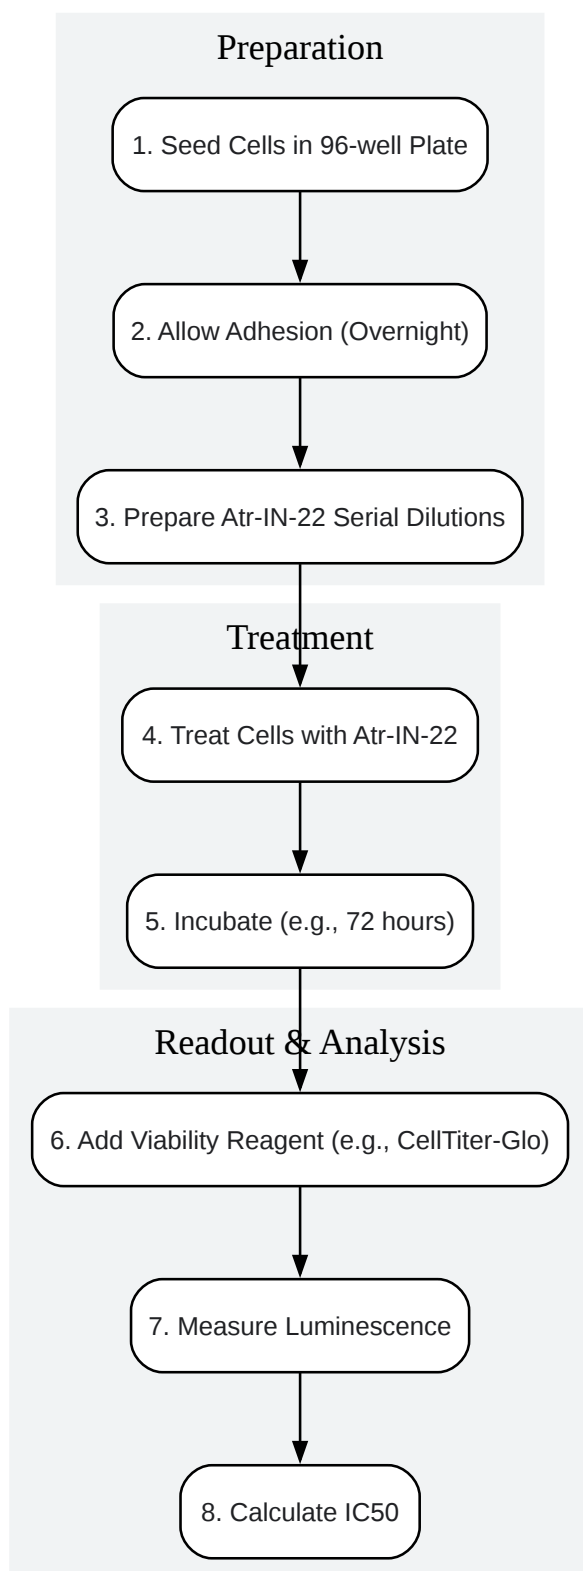 Preparation
1. Seed Cells in 96-well Plate
2. Allow Adhesion (Overnight)
3. Prepare Atr-IN-22 Serial Dilutions
Treatment
4. Treat Cells with Atr-IN-22
5. Incubate (e.g., 72 hours)
Readout & Analysis
6. Add Viability Reagent (e.g., CellTiter-Glo)
7. Measure Luminescence
8. Calculate IC50